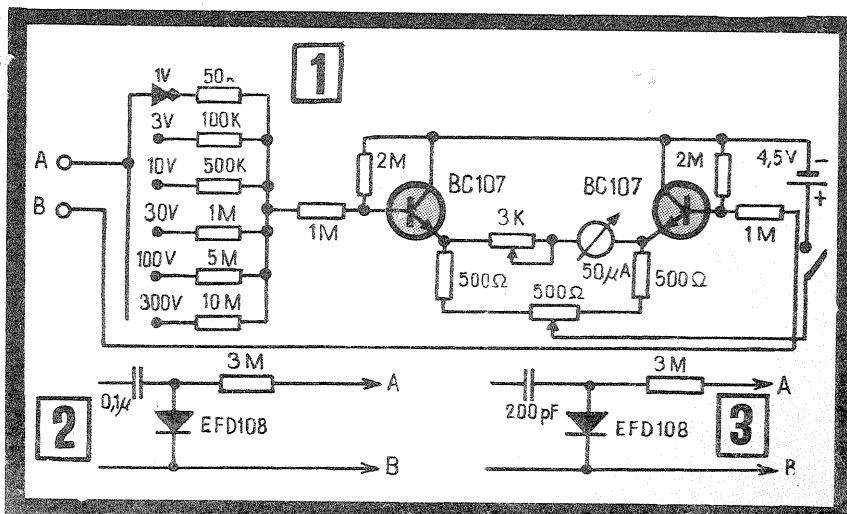 1
1V 50n
3V 100K
10V 500K
30V 1M
100V 5M
300V 10M
A
B
1M
2M
BC107
3K
50µA
BC107
2M
4,5V
-
+
1M
500Ω
500Ω
500Ω
2
0,1µ
3M
A
EFD108
B
3
200pF
3M
A
EFD108
B